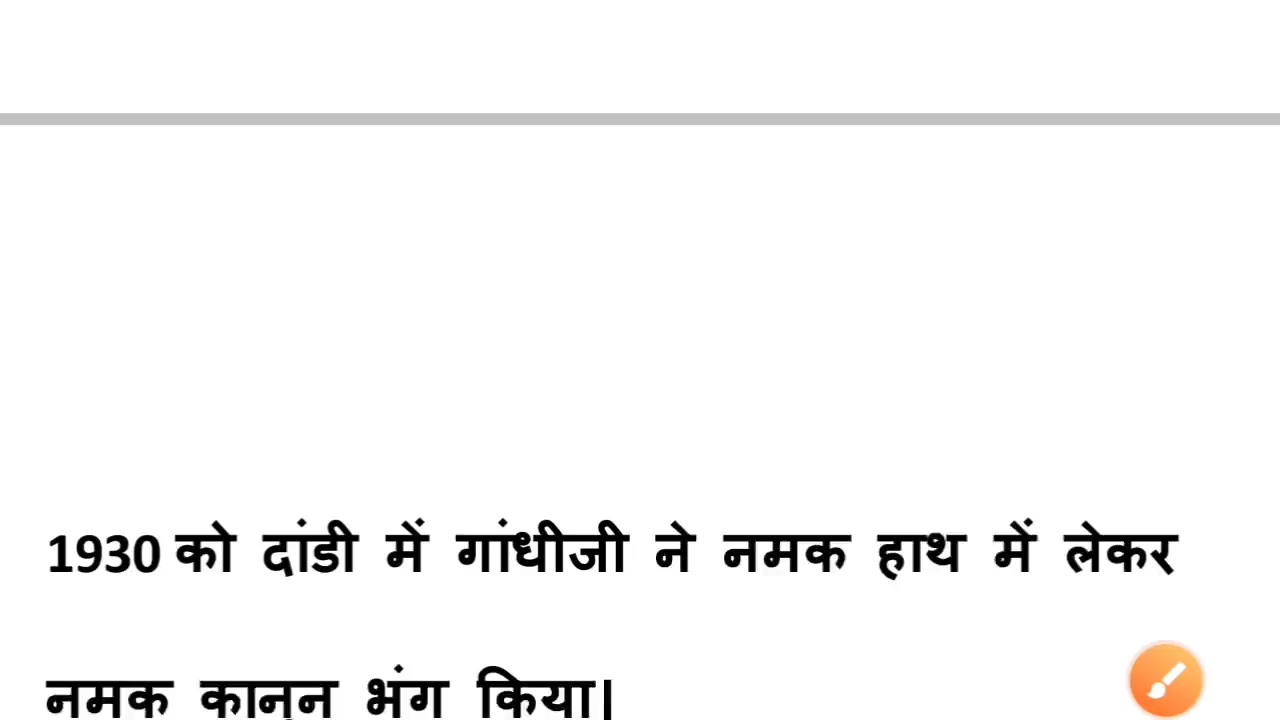 1930 को दांडी में गांधीजी ने नमक हाथ में लेकर
नमक कानून भंग किया|